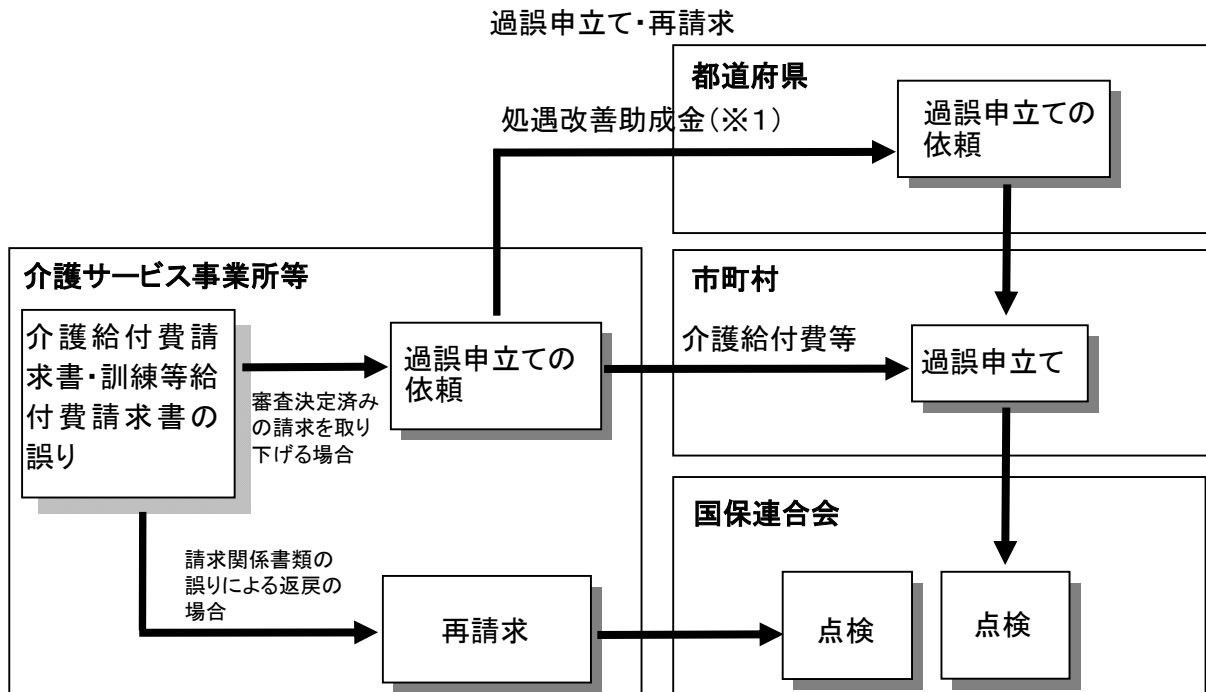 過誤申立て・再請求
都道府県
処遇改善助成金(※1)
過誤申立ての
依頼
介護サービス事業所等
市町村
介護給付費請
求書・訓練等給
付費請求書の
誤り
過誤申立ての
依頼
介護給付費等
過誤申立て
審査決定済み
の請求を取り
下げる場合
国保連合会
請求関係書類の
誤りによる返戻の
場合
再請求
点検
点検